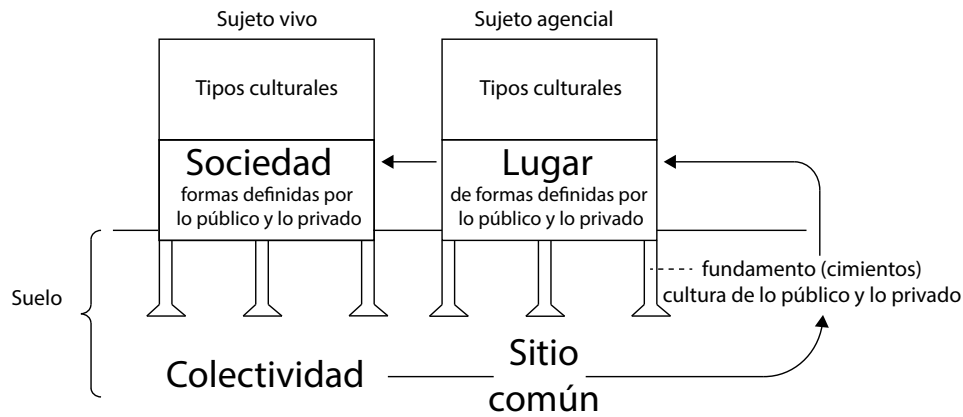 Sujeto vivo
Sujeto agencial
Tipos culturales
Tipos culturales
Sociedad
formas definidas por
lo público y lo privado
Lugar
de formas definidas por
lo público y lo privado
fundamento (cimientos)
cultura de lo público y lo privado
Suelo
Colectividad
Sitio
común